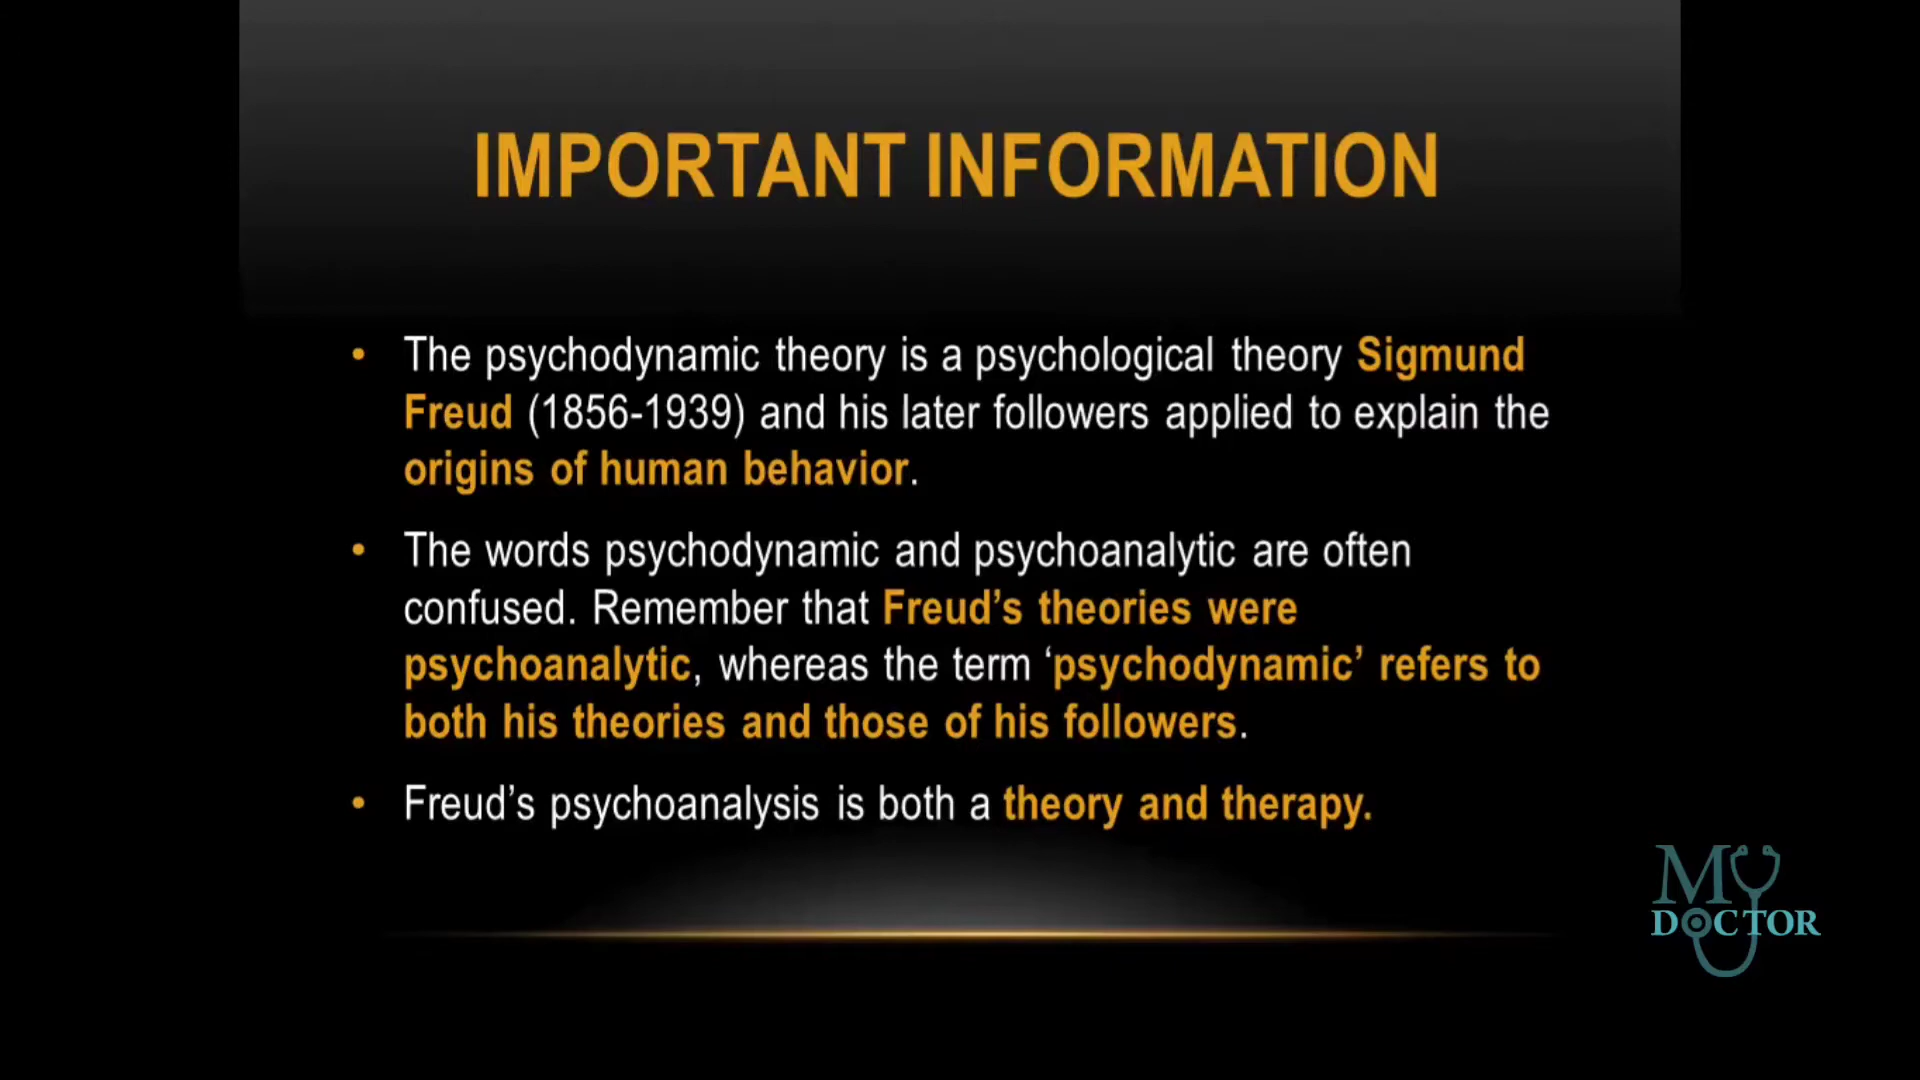 IMPORTANT INFORMATION
• The psychodynamic theory is a psychological theory Sigmund
Freud (1856-1939) and his later followers applied to explain the
origins of human behavior.
• The words psychodynamic and psychoanalytic are often
confused. Remember that Freud’s theories were
psychoanalytic, whereas the term ‘psychodynamic’ refers to
both his theories and those of his followers.
• Freud’s psychoanalysis is both a theory and therapy.
MY
DOCTOR